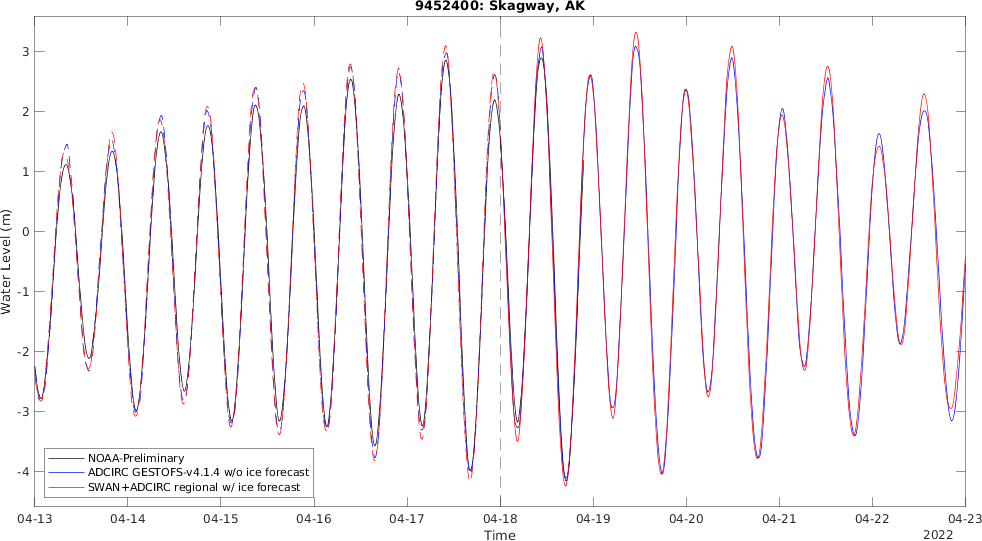 9452400: Skagway, AK
Water Level (m)
3
2
1
0
-1
-2
-3
-4
NOAA-Preliminary
ADCIRC GESTOFS-v4.1.4 w/o ice forecast
SWAN+ADCIRC regional w/ ice forecast
04-13 04-14 04-15 04-16 04-17 04-18 04-19 04-20 04-21 04-22 04-23
Time
2022